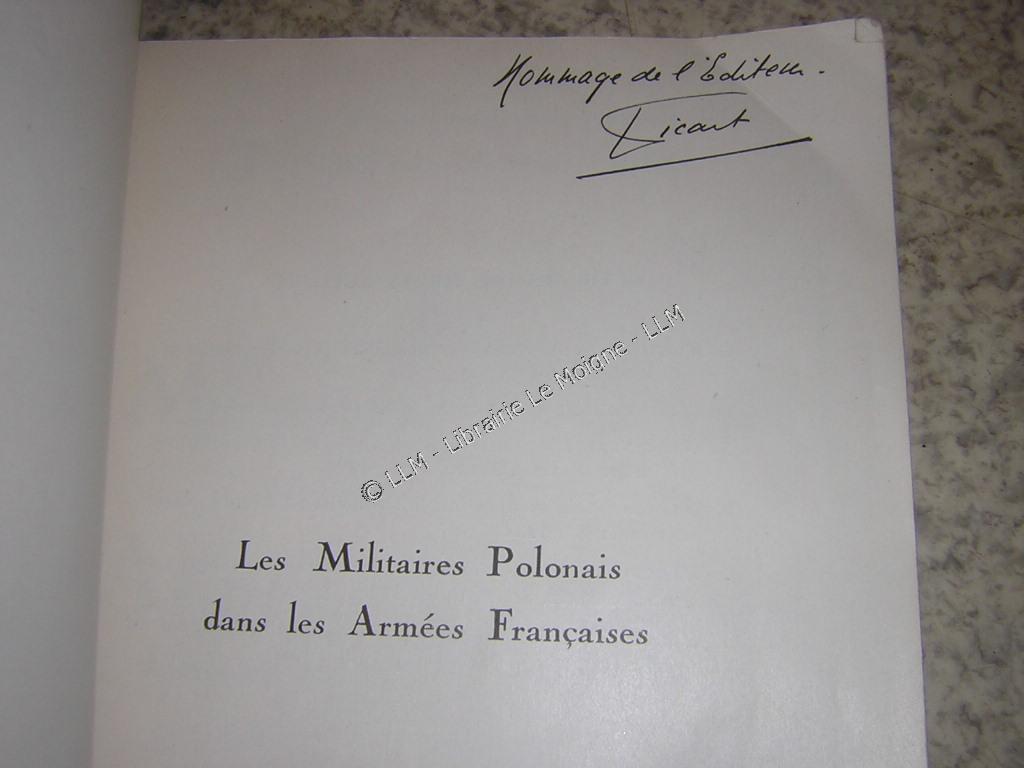 Hommage de l'Editeur.
Picart
© LLM - Librairie Le Moigne - LLM
Les Militaires Polonais
dans les Armées Françaises